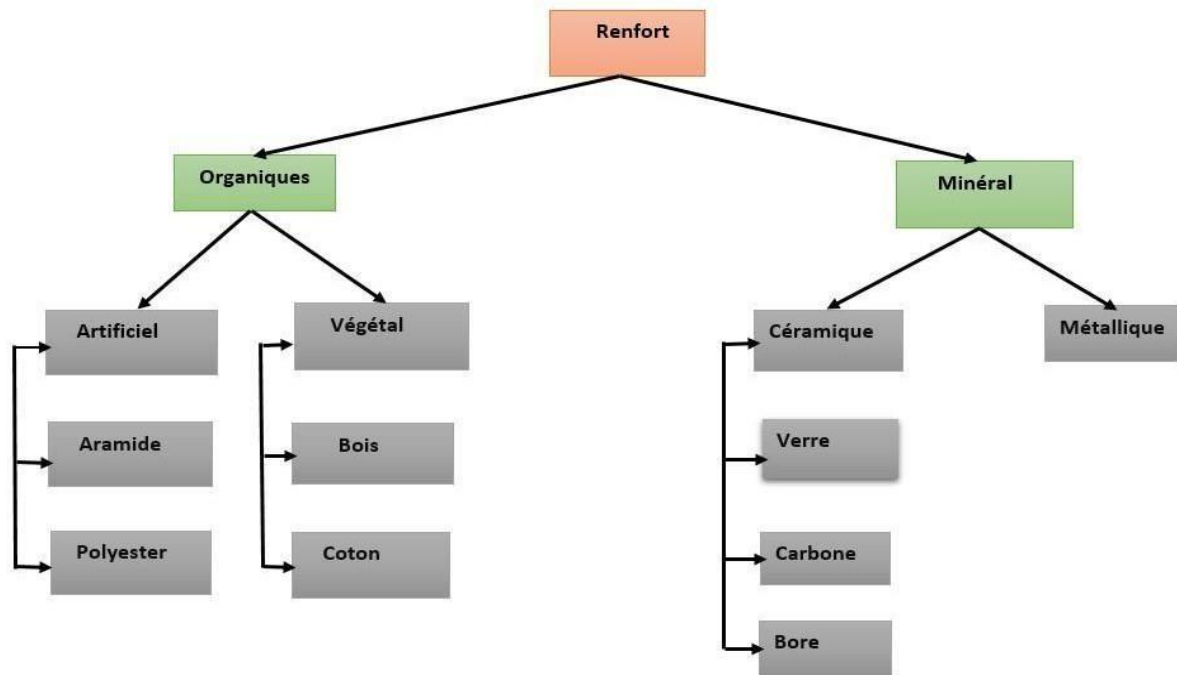 Renfort
Organiques
Minéral
Artificiel
Végétal
Céramique
Métallique
Aramide
Bois
Verre
Polyester
Coton
Carbone
Bore